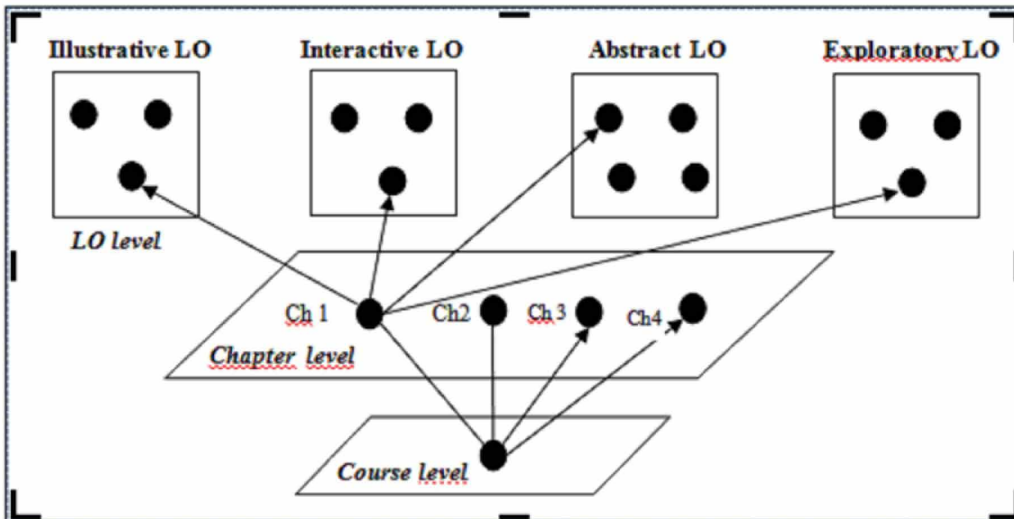 Illustrative LO Interactive LO Abstract LO Exploratory LO
LO level
Ch 1 Ch2 Ch 3 Ch4
Chapter level
Course level